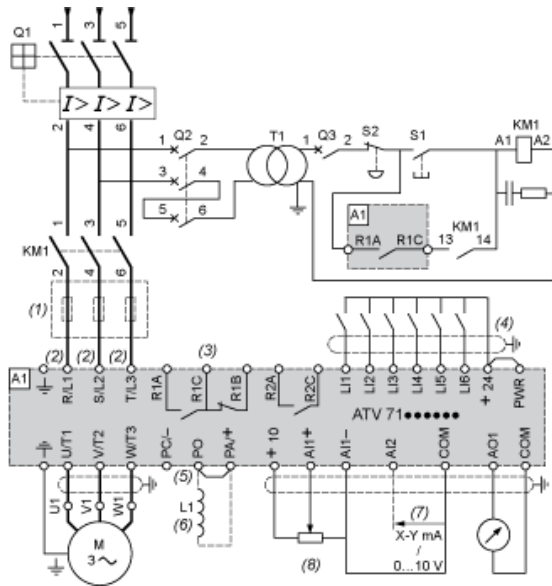 Q1
1
3
5
I>
I>
I>
2
4
6
1
Q2
2
3
4
5
6
T1
1
Q3
2
S2
S1
KM1
A1
A2
A1
R1A
R1C
13
KM1
14
1
3
5
KM1
2
4
6
(1)
(2)
(2)
(2)
(3)
(4)
A1
R/L1
S/L2
T/L3
R1A
R1C
R1B
R2A
R2C
R1C
R1B
LI1
LI2
LI3
LI4
LI5
LI6
+ 24
PWR
ATV 71●●●●●●
U/T1
V/T2
W/T3
PC/−
PO
PA/+
+ 10
AI1+
AI1−
AI2
COM
AO1
COM
(5)
U1
V1
W1
L1
(6)
(7)
X-Y mA
/
0...10 V
(8)
M
3 ~